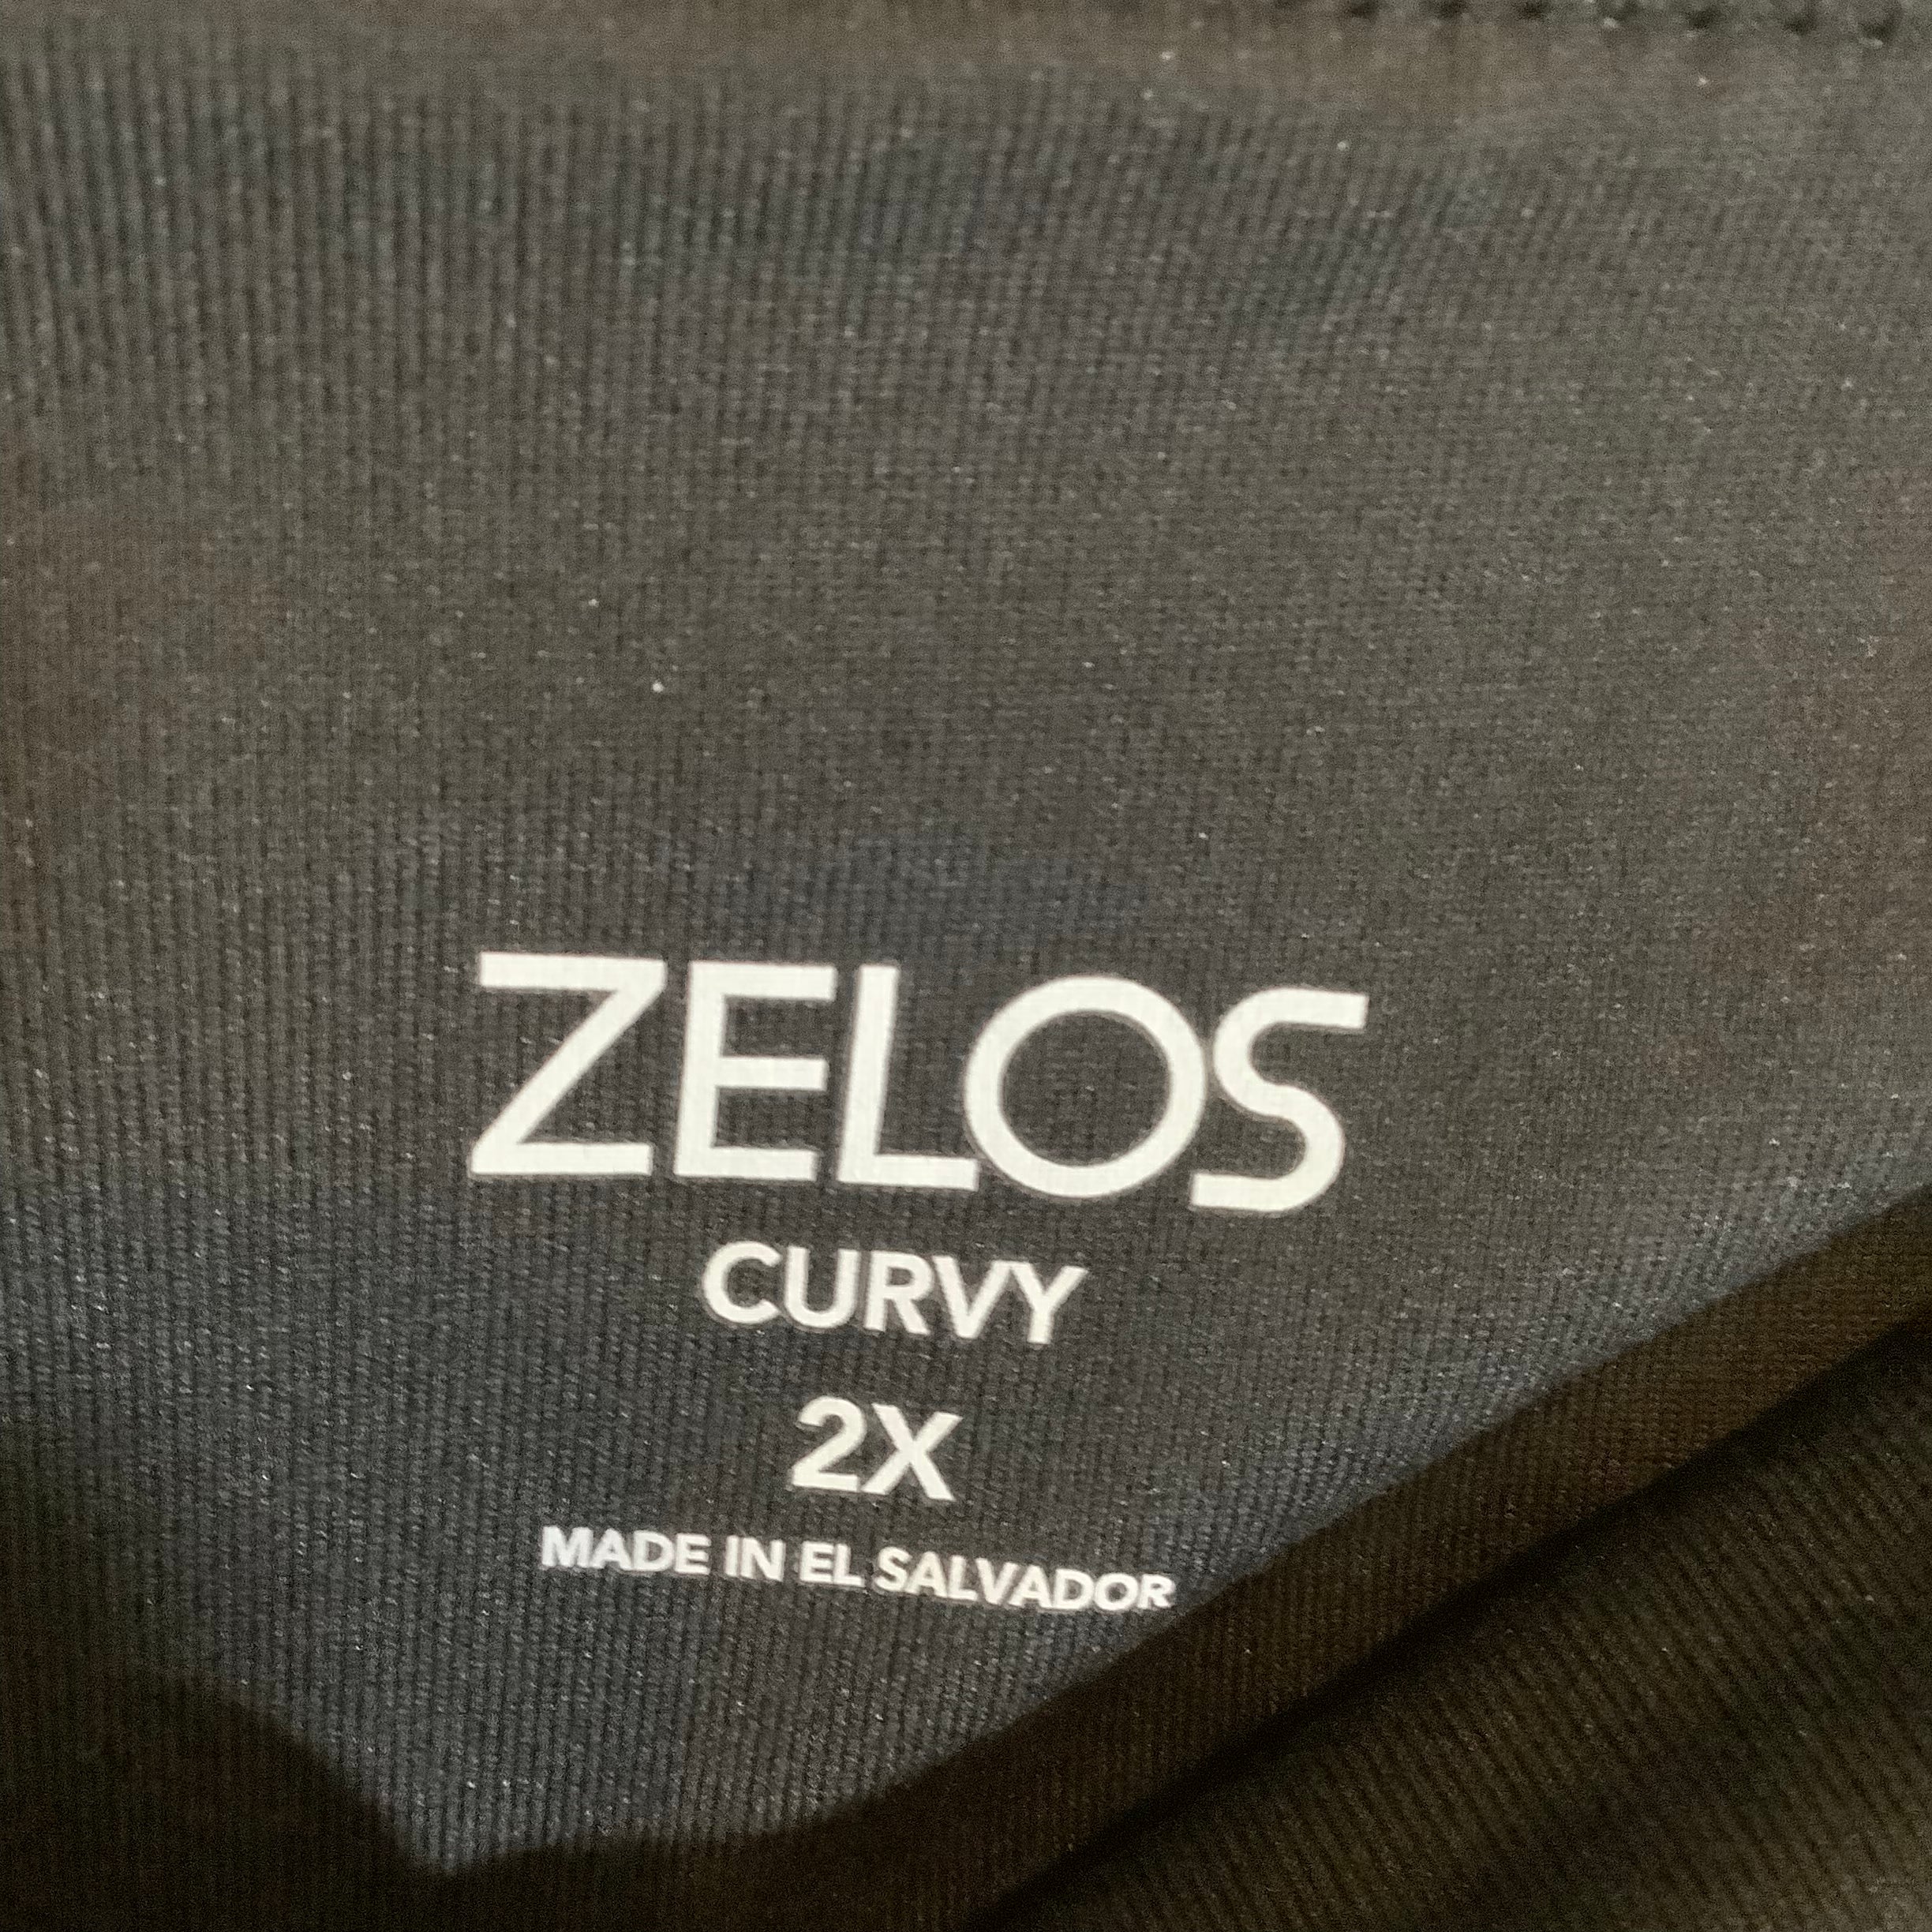 ZELOS
CURVY
2X
MADE IN EL SALVADOR